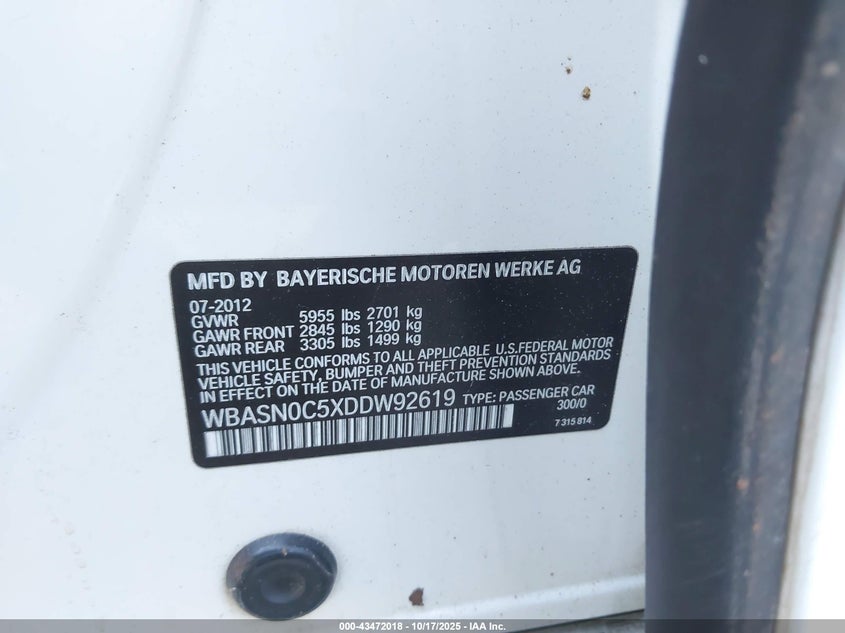 MFD BY BAYERISCHE MOTOREN WERKE AG
07-2012
GVWR 5955 lbs 2701 kg
GAWR FRONT 2845 lbs 1290 kg
GAWR REAR 3305 lbs 1499 kg
THIS VEHICLE CONFORMS TO ALL APPLICABLE U.S.FEDERAL MOTOR
VEHICLE SAFETY, BUMPER AND THEFT PREVENTION STANDARDS
IN EFFECT ON THE DATE OF MANUFACTURE SHOWN ABOVE.
WBASN0C5XDDW92619 TYPE: PASSENGER CAR
300/0
7 315 814
000-43472018 - 10/17/2025 - IAA Inc.